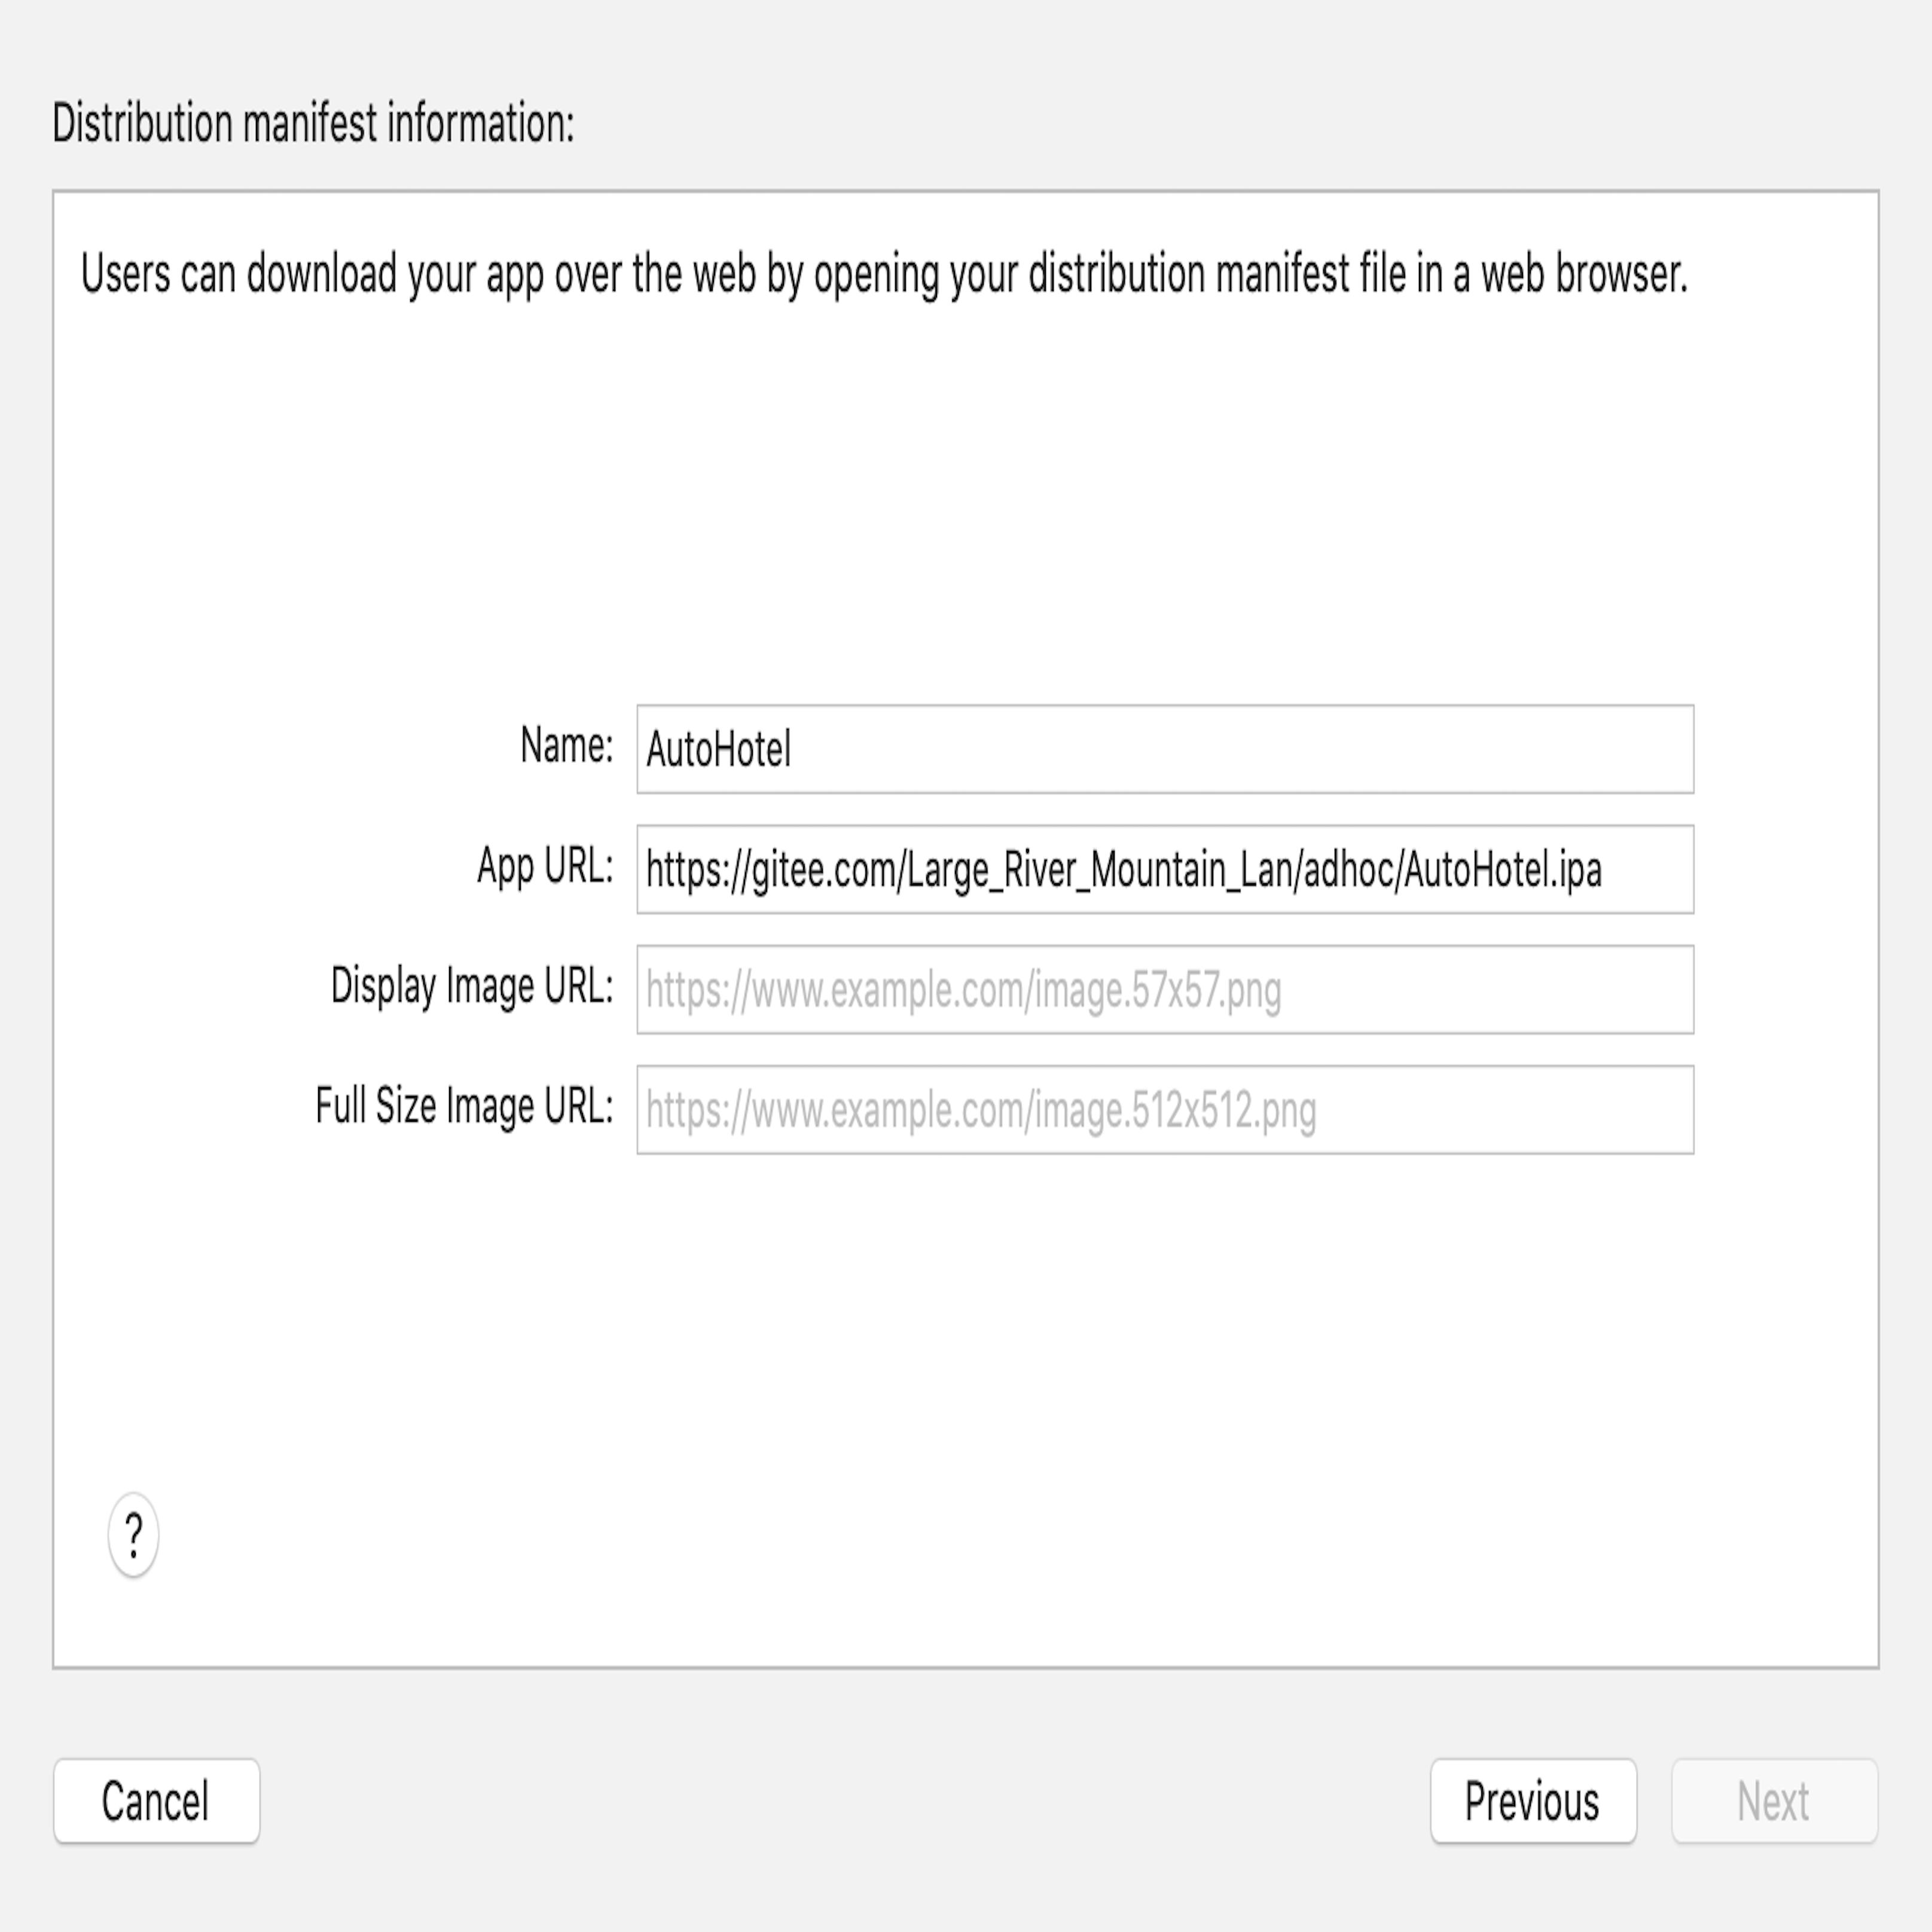 Distribution manifest information:
Users can download your app over the web by opening your distribution manifest file in a web browser.
Name: AutoHotel
App URL: https://gitee.com/Large_River_Mountain_Lan/adhoc/AutoHotel.ipa
Display Image URL: https://www.example.com/image.57x57.png
Full Size Image URL: https://www.example.com/image.512x512.png
?
Cancel Previous Next